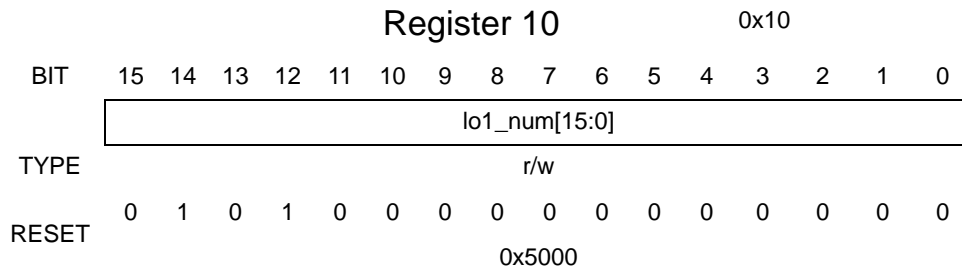 Register 10 0x10
BIT 15 14 13 12 11 10 9 8 7 6 5 4 3 2 1 0
lo1_num[15:0]
TYPE r/w
RESET 0 1 0 1 0 0 0 0 0 0 0 0 0 0 0 0
0x5000